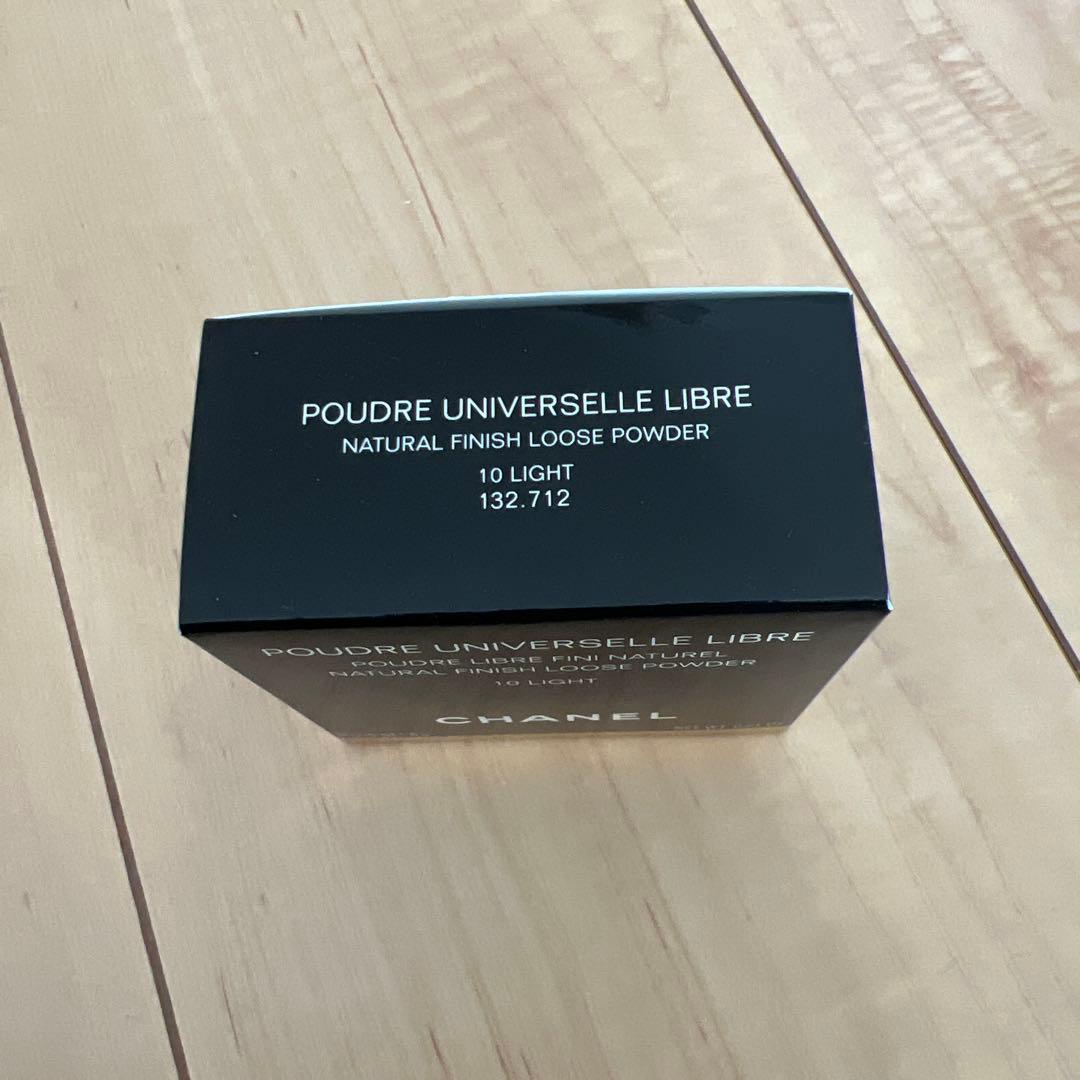 POUDRE UNIVERSELLE LIBRE
NATURAL FINISH LOOSE POWDER
10 LIGHT
132.712
POUDRE UNIVERSELLE LIBRE
POUDRE LIBRE FINI NATUREL
NATURAL FINISH LOOSE POWDER
10 LIGHT
CHANEL